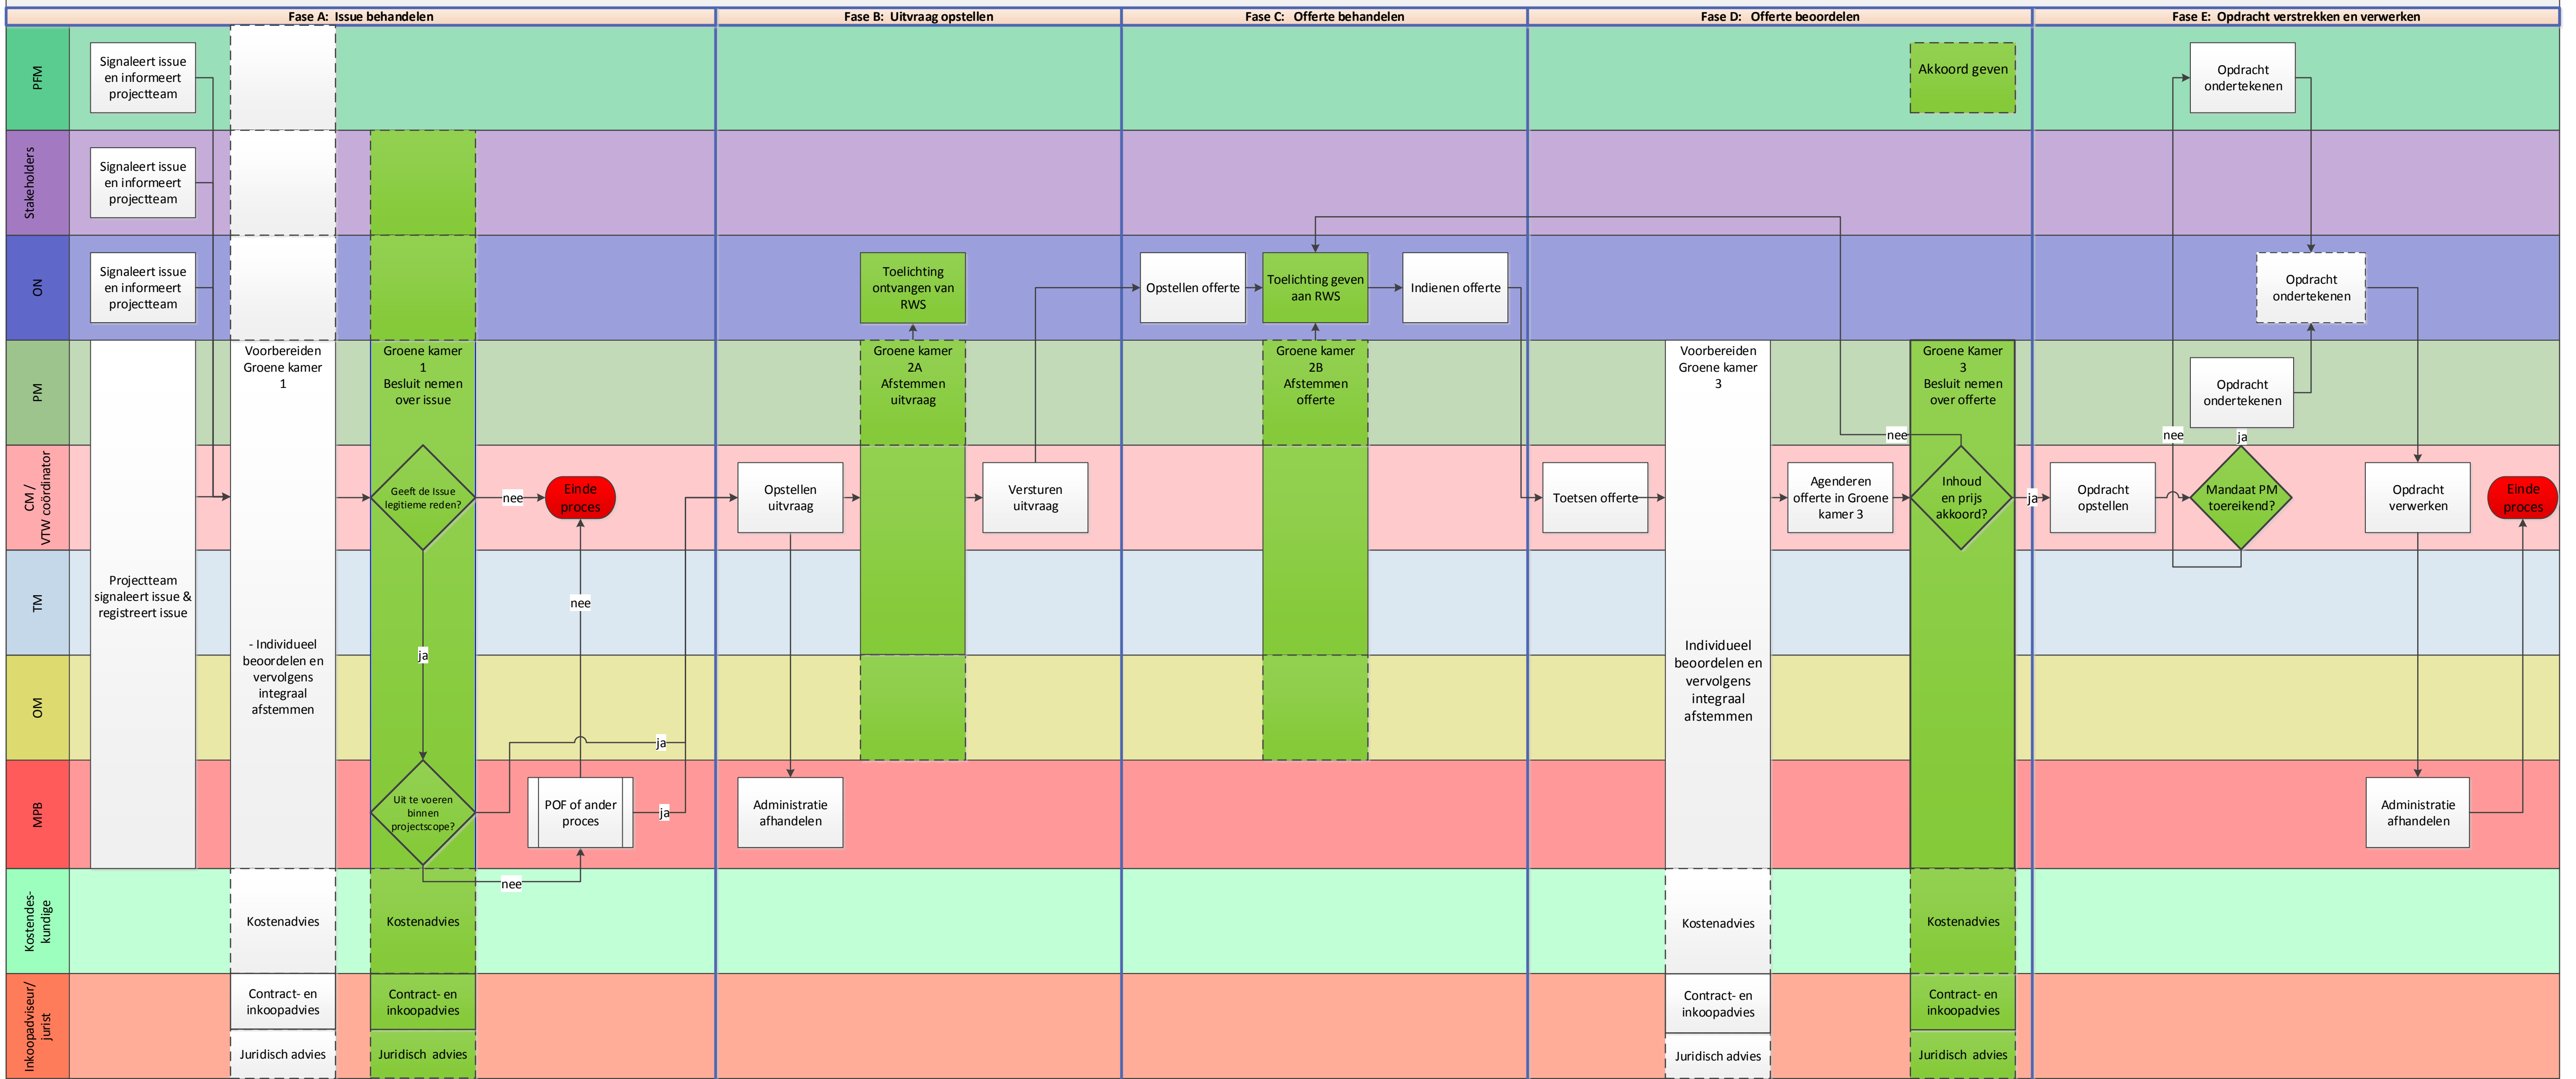 Fase A:  Issue behandelen
Fase B:  Uitvraag opstellen
Fase C:   Offerte behandelen
Fase D:   Offerte beoordelen
Fase E:  Opdracht verstrekken en verwerken
PFM
Signaleert issue
en informeert
projectteam
Akkoord geven
Opdracht
ondertekenen
Stakeholders
Signaleert issue
en informeert
projectteam
ON
Signaleert issue
en informeert
projectteam
Toelichting
ontvangen van
RWS
Opstellen offerte
Toelichting geven
aan RWS
Indienen offerte
Opdracht
ondertekenen
PM
Voorbereiden
Groene kamer
1
Groene kamer
1
Besluit nemen
over issue
Groene kamer
2A
Afstemmen
uitvraag
Groene kamer
2B
Afstemmen
offerte
Voorbereiden
Groene kamer
3
Groene Kamer
3
Besluit nemen
over offerte
Opdracht
ondertekenen
nee
nee
ja
CM /
VTW coördinator
Geeft de Issue
legitieme reden?
nee
Einde
proces
Opstellen
uitvraag
Versturen
uitvraag
Toetsen offerte
Agenderen
offerte in Groene
kamer 3
Inhoud
en prijs
akkoord?
ja
Opdracht
opstellen
Mandaat PM
toereikend?
Opdracht
verwerken
Einde
proces
TM
Projectteam
signaleert issue &
registreert issue
nee
ja
OM
- Individueel
beoordelen en
vervolgens
integraal
afstemmen
Individueel
beoordelen en
vervolgens
integraal
afstemmen
ja
MPB
Uit te voeren
binnen
projectscope?
POF of ander
proces
ja
Administratie
afhandelen
Administratie
afhandelen
nee
Kostendes-
kundige
Kostenadvies
Kostenadvies
Kostenadvies
Kostenadvies
Inkoopadviseur/
jurist
Contract- en
inkoopadvies
Contract- en
inkoopadvies
Contract- en
inkoopadvies
Contract- en
inkoopadvies
Juridisch advies
Juridisch  advies
Juridisch advies
Juridisch  advies